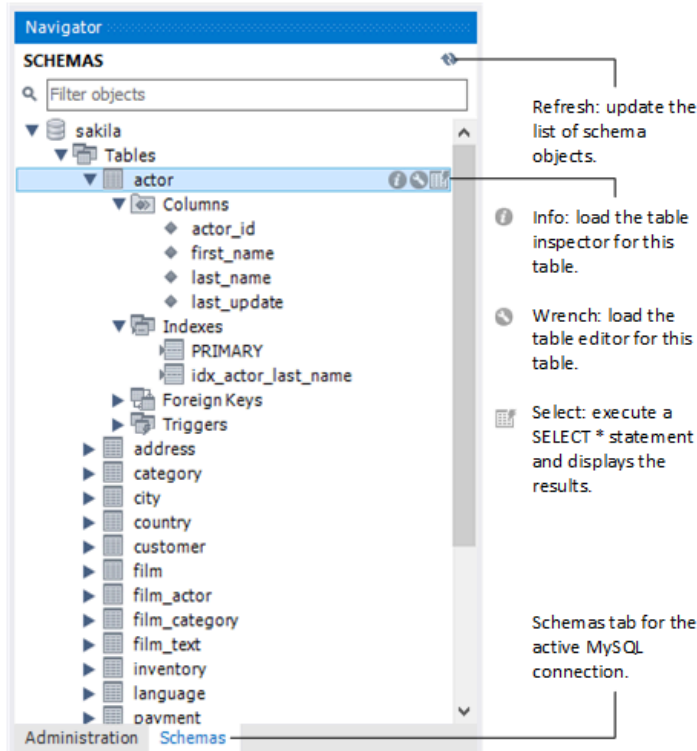 Navigator
SCHEMAS
Filter objects
sakila
Tables
actor
Columns
actor_id
first_name
last_name
last_update
Indexes
PRIMARY
idx_actor_last_name
Foreign Keys
Triggers
address
category
city
country
customer
film
film_actor
film_category
film_text
inventory
language
payment
Administration Schemas
Refresh: update the
list of schema
objects.
Info: load the table
inspector for this
table.
Wrench: load the
table editor for this
table.
Select: execute a
SELECT * statement
and displays the
results.
Schemas tab for the
active MySQL
connection.